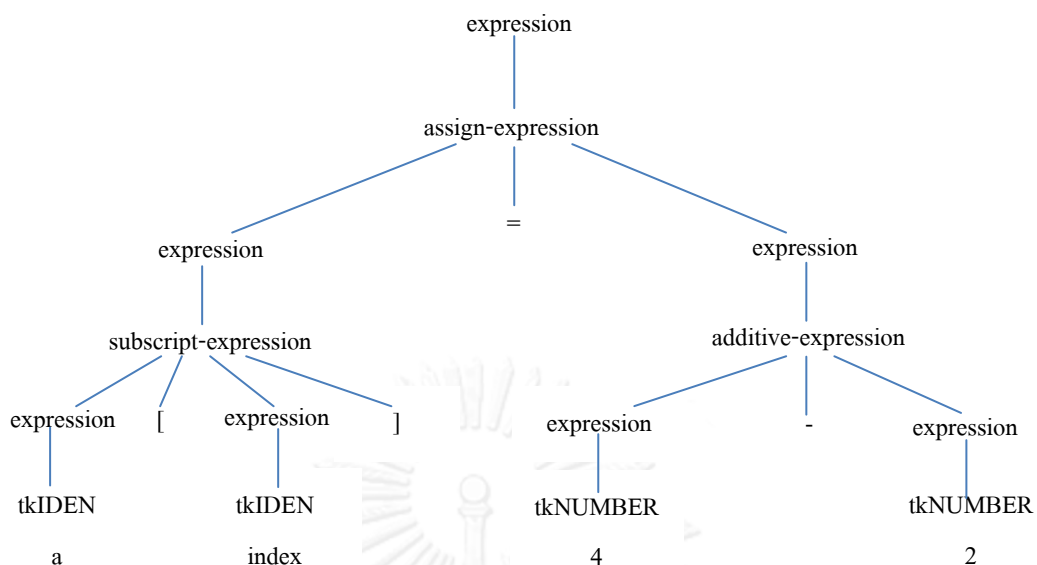 expression
assign-expression
=
expression expression
subscript-expression additive-expression
expression [ expression ] expression - expression
tkIDEN tkIDEN tkNUMBER tkNUMBER
a index 4 2